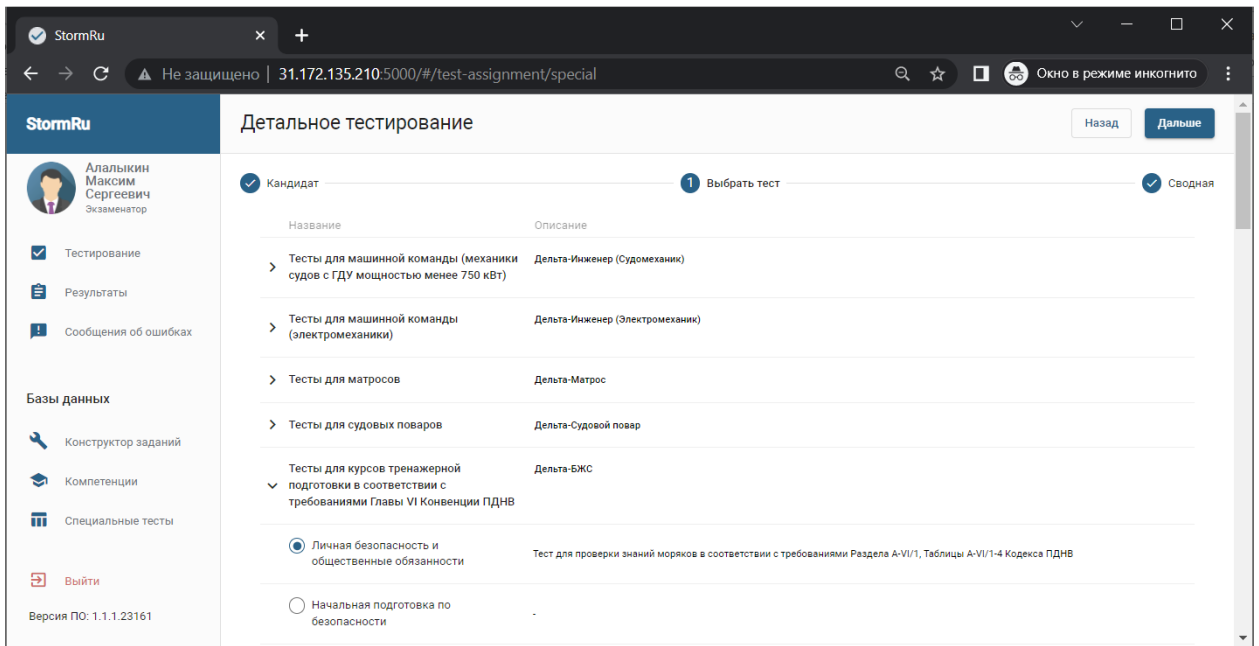 StormRu
Не защищено | 31.172.135.210:5000/#/test-assignment/special
Окно в режиме инкогнито
StormRu
Детальное тестирование
Назад
Дальше
Алалыкин
Максим
Сергеевич
Экзаменатор
Тестирование
Результаты
Сообщения об ошибках
Базы данных
Конструктор заданий
Компетенции
Специальные тесты
Выйти
Версия ПО: 1.1.1.23161
Кандидат
1 Выбрать тест
Сводная
Название
Описание
Тесты для машинной команды (механики
судов с ГДУ мощностью менее 750 кВт)
Дельта-Инженер (Судомеханик)
Тесты для машинной команды
(электромеханики)
Дельта-Инженер (Электромеханик)
Тесты для матросов
Дельта-Матрос
Тесты для судовых поваров
Дельта-Судовой повар
Тесты для курсов тренажерной
подготовки в соответствии с
требованиями Главы VI Конвенции ПДНВ
Дельта-БЖС
Личная безопасность и
общественные обязанности
Тест для проверки знаний моряков в соответствии с требованиями Раздела A-VI/1, Таблицы A-VI/1-4 Кодекса ПДНВ
Начальная подготовка по
безопасности
-